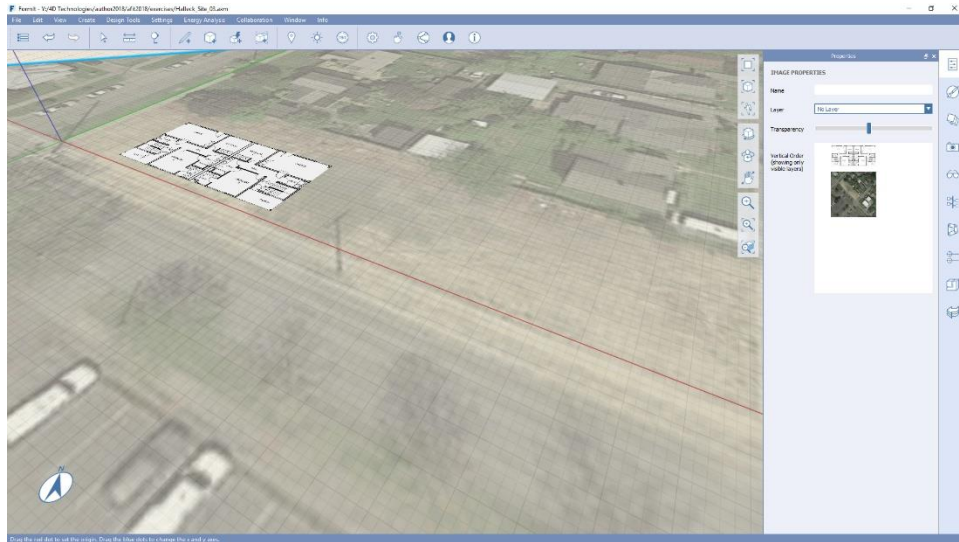 Formit - Y:/4D Technologies/author2018/afit2018/exercises/Halleck_Site_03.axm
File Edit View Create Design Tools Settings Energy Analysis Collaboration Window Info
Properties
IMAGE PROPERTIES
Name
Layer No Layer
Transparency
Vertical Order
(showing only
visible layers)
N
Drag the red dot to set the origin. Drag the blue dots to change the x and y axes.